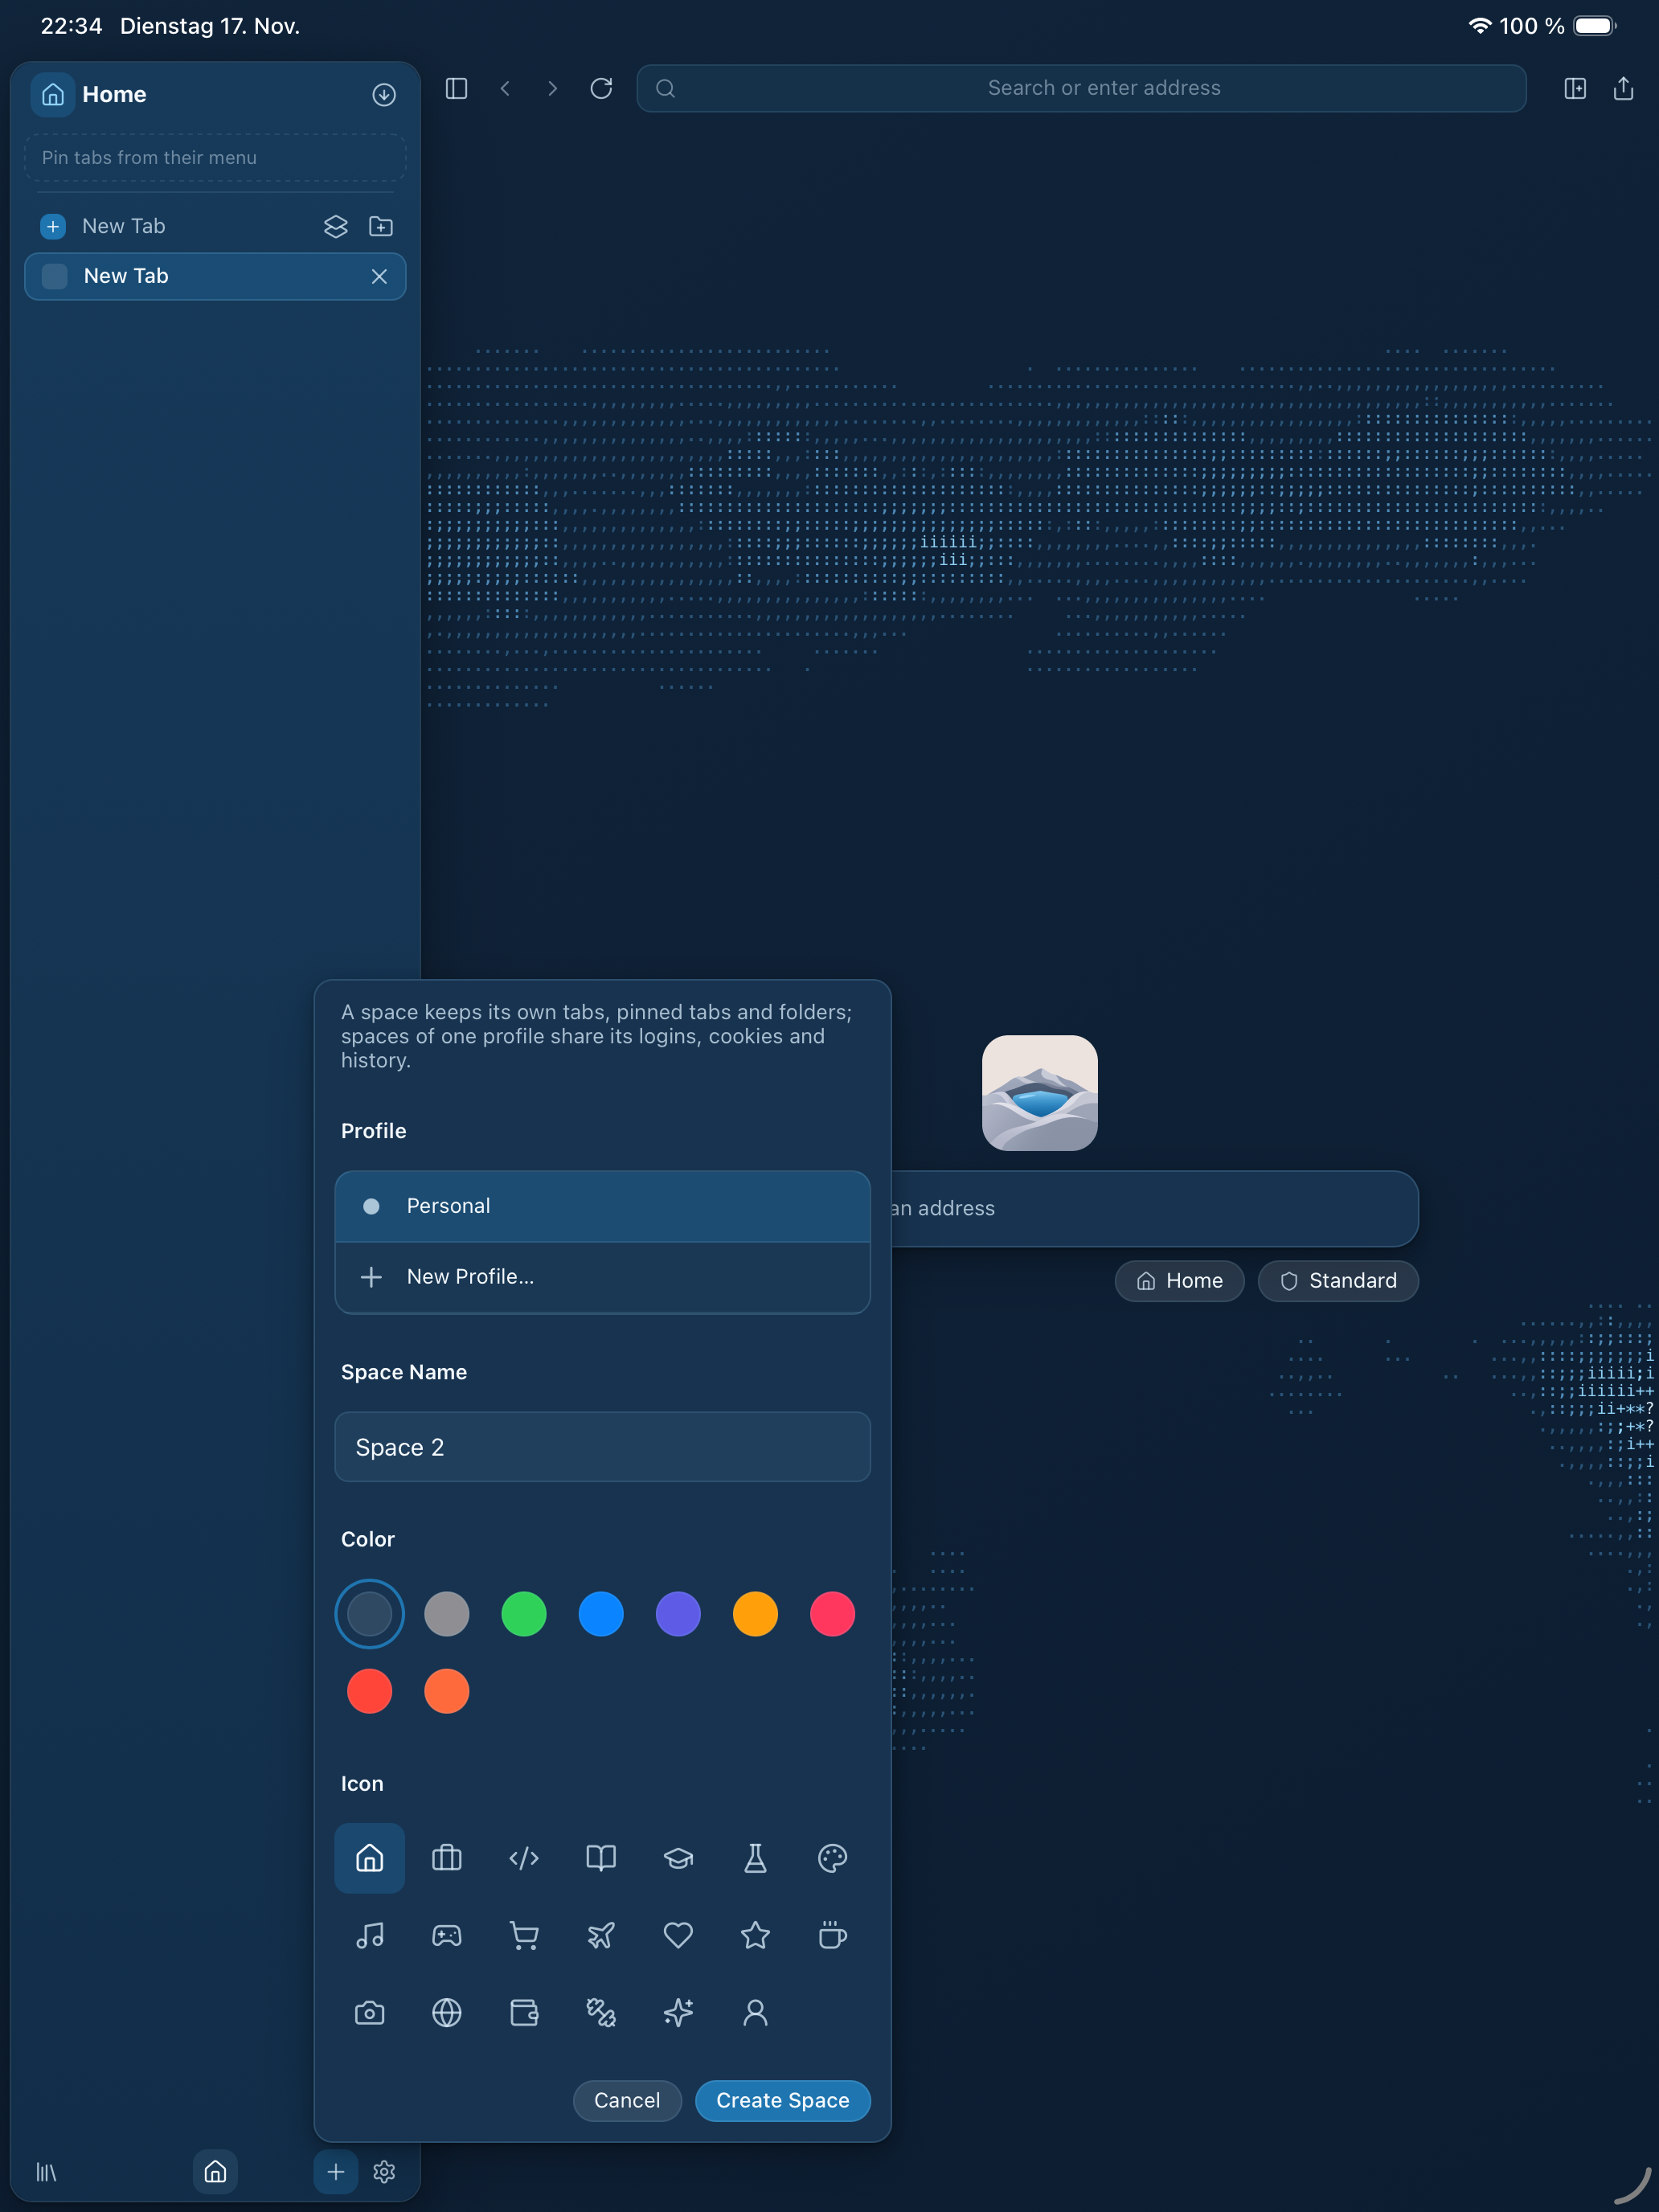 22:34 Dienstag 17. Nov.
100 %
Home
Search or enter address
Pin tabs from their menu
New Tab
New Tab
A space keeps its own tabs, pinned tabs and folders;
spaces of one profile share its logins, cookies and
history.
Profile
Personal
an address
New Profile...
Home
Standard
Space Name
Space 2
Color
Icon
Cancel
Create Space